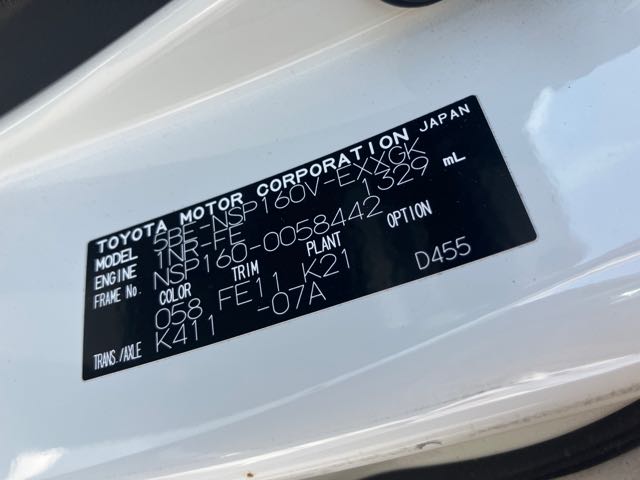 TOYOTA MOTOR CORPORATION JAPAN
MODEL 5BE-NSP160V-EXXGK
ENGINE 1NR-FE 1329 mL
FRAME No. NSP160-0058442
COLOR TRIM PLANT OPTION
058 FE11 K21 D455
TRANS./AXLE K411 -07A